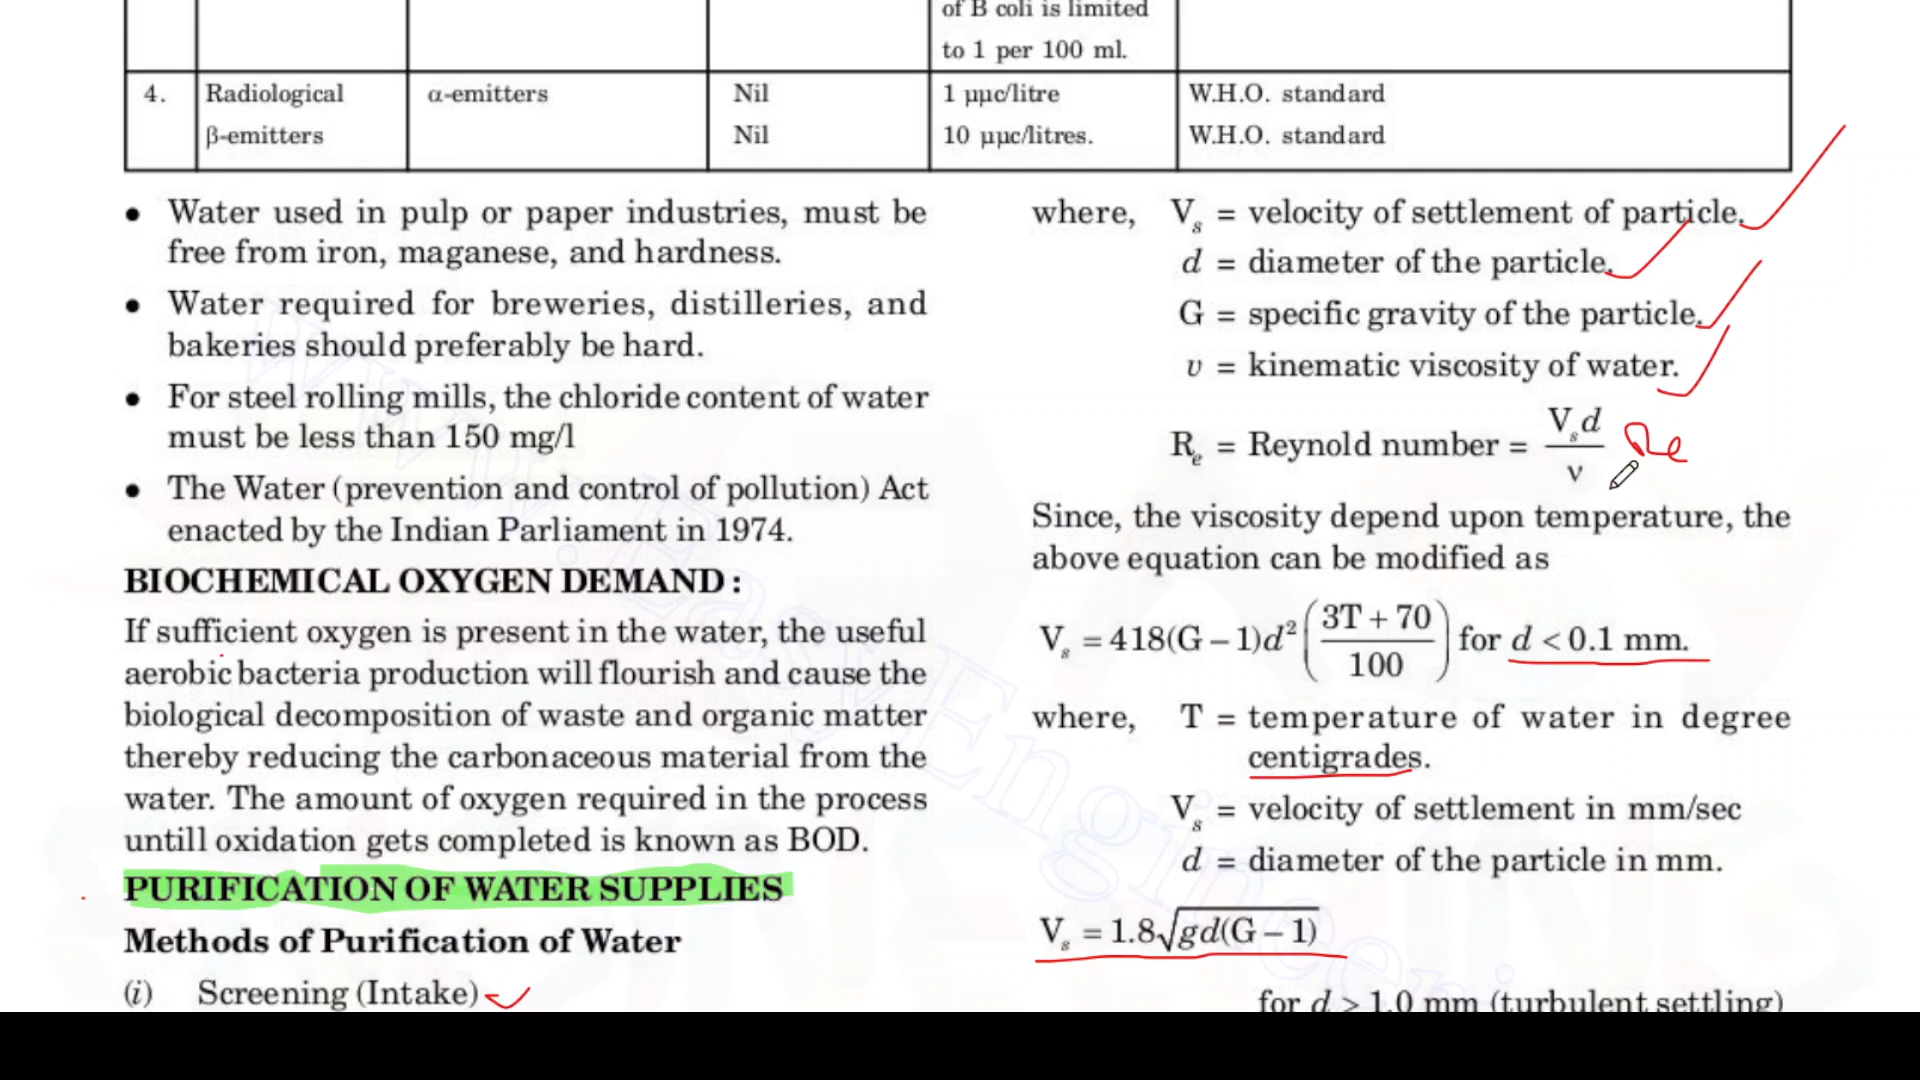 of B coli is limited
to 1 per 100 ml.
4. Radiological α-emitters Nil 1 μμc/litre W.H.O. standard
β-emitters Nil 10 μμc/litres. W.H.O. standard
• Water used in pulp or paper industries, must be
free from iron, maganese, and hardness.
• Water required for breweries, distilleries, and
bakeries should preferably be hard.
• For steel rolling mills, the chloride content of water
must be less than 150 mg/l
• The Water (prevention and control of pollution) Act
enacted by the Indian Parliament in 1974.
BIOCHEMICAL OXYGEN DEMAND :
If sufficient oxygen is present in the water, the useful
aerobic bacteria production will flourish and cause the
biological decomposition of waste and organic matter
thereby reducing the carbonaceous material from the
water. The amount of oxygen required in the process
untill oxidation gets completed is known as BOD.
PURIFICATION OF WATER SUPPLIES
Methods of Purification of Water
(i) Screening (Intake)
where, Vs = velocity of settlement of particle.
d = diameter of the particle.
G = specific gravity of the particle.
υ = kinematic viscosity of water.
Re = Reynold number = Vsd/ν Re
Since, the viscosity depend upon temperature, the
above equation can be modified as
Vs = 418(G – 1)d²((3T + 70)/100) for d < 0.1 mm.
where, T = temperature of water in degree
centigrades.
Vs = velocity of settlement in mm/sec
d = diameter of the particle in mm.
Vs = 1.8√gd(G – 1)
for d > 1.0 mm (turbulent settling)